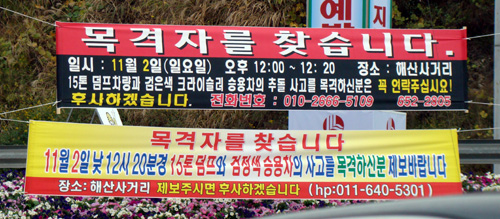 목격자를 찾습니다.
일시 : 11월 2일(일요일) 오후 12:00~12:20 장소 : 해산사거리
15톤 덤프차량과 검은색 크라이슬러 승용차의 추돌 사고를 목격하신분은 꼭 연락주십시요!
후사하겠습니다. 전화번호 : 010-2666-5109 652-2805
목격자를 찾습니다
11월 2일 낮 12시 20분경 15톤 덤프와 검정색 승용차의 사고를 목격하신분 제보바랍니다
장소: 해산사거리 제보주시면 후사하겠습니다 (hp:011-640-5301)